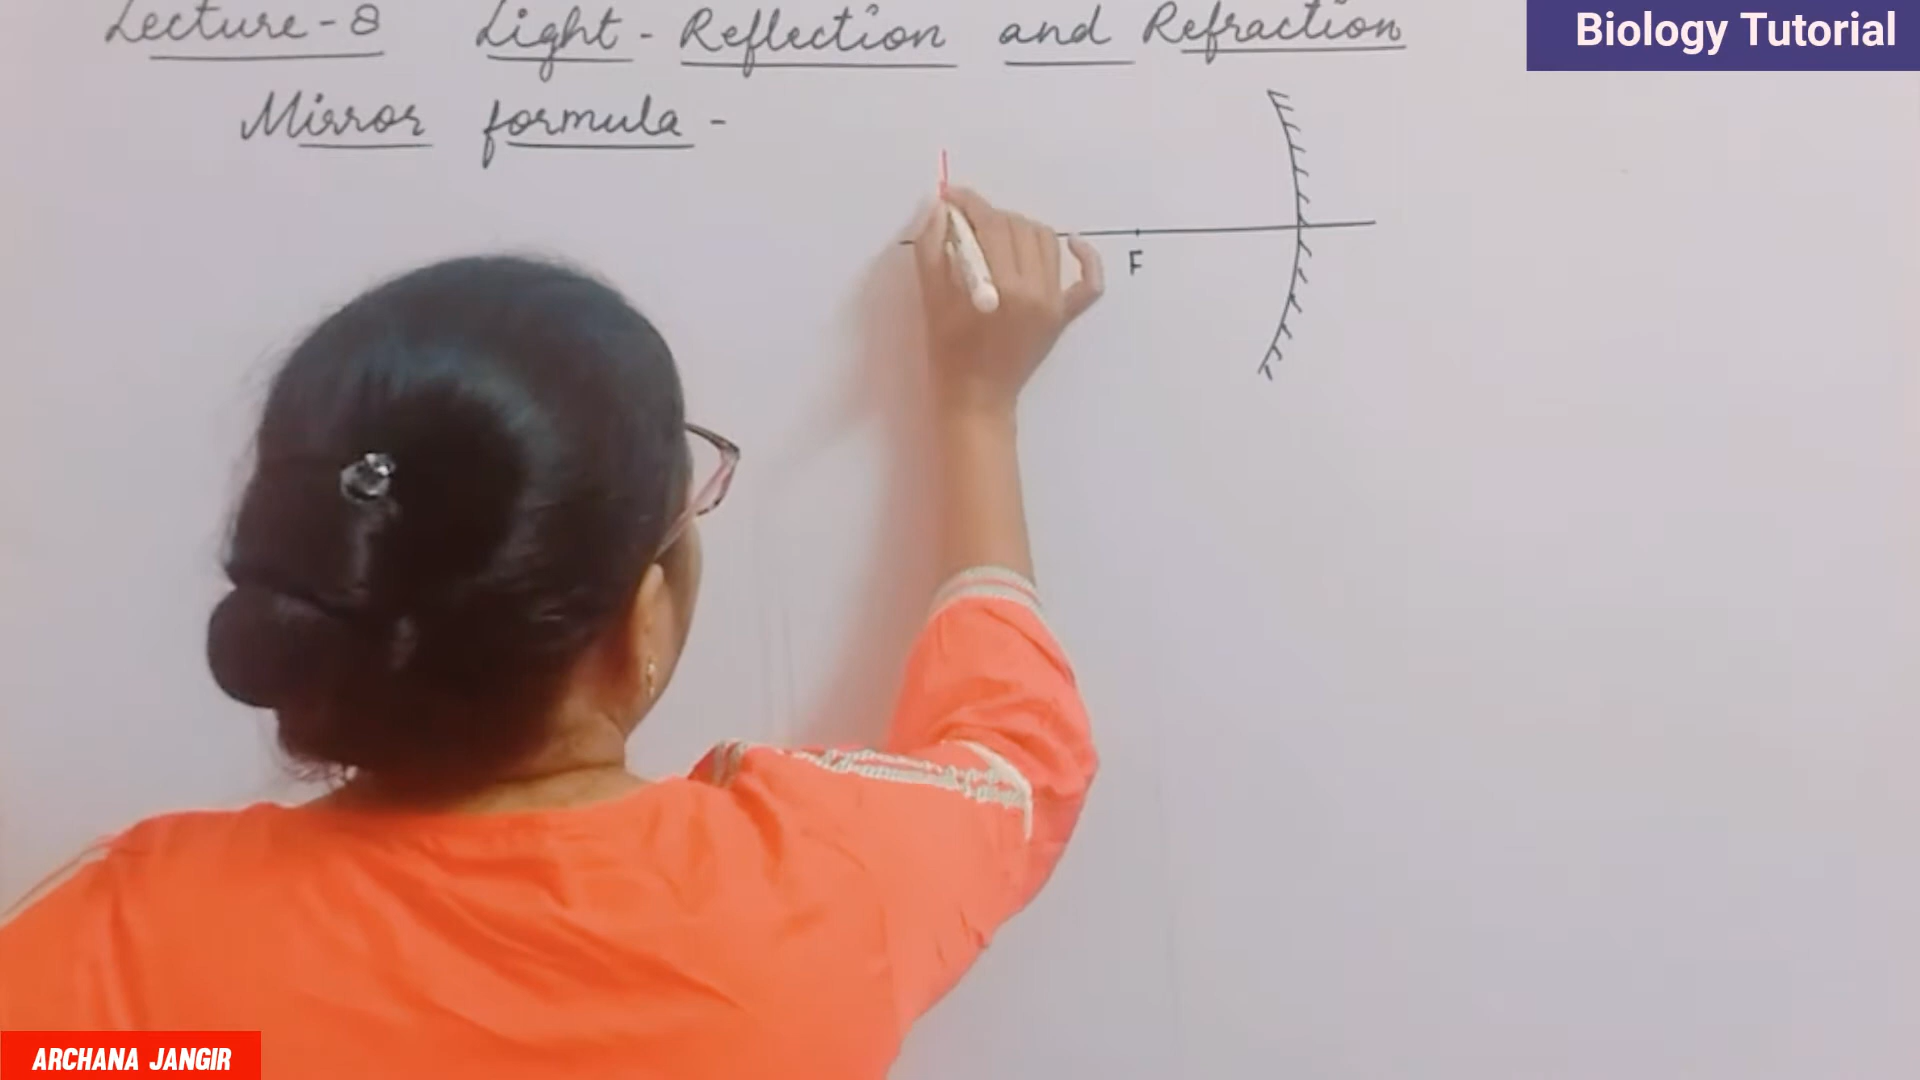 Lecture-8 Light - Reflection and Refraction
Biology Tutorial
Mirror formula -
F
ARCHANA JANGIR